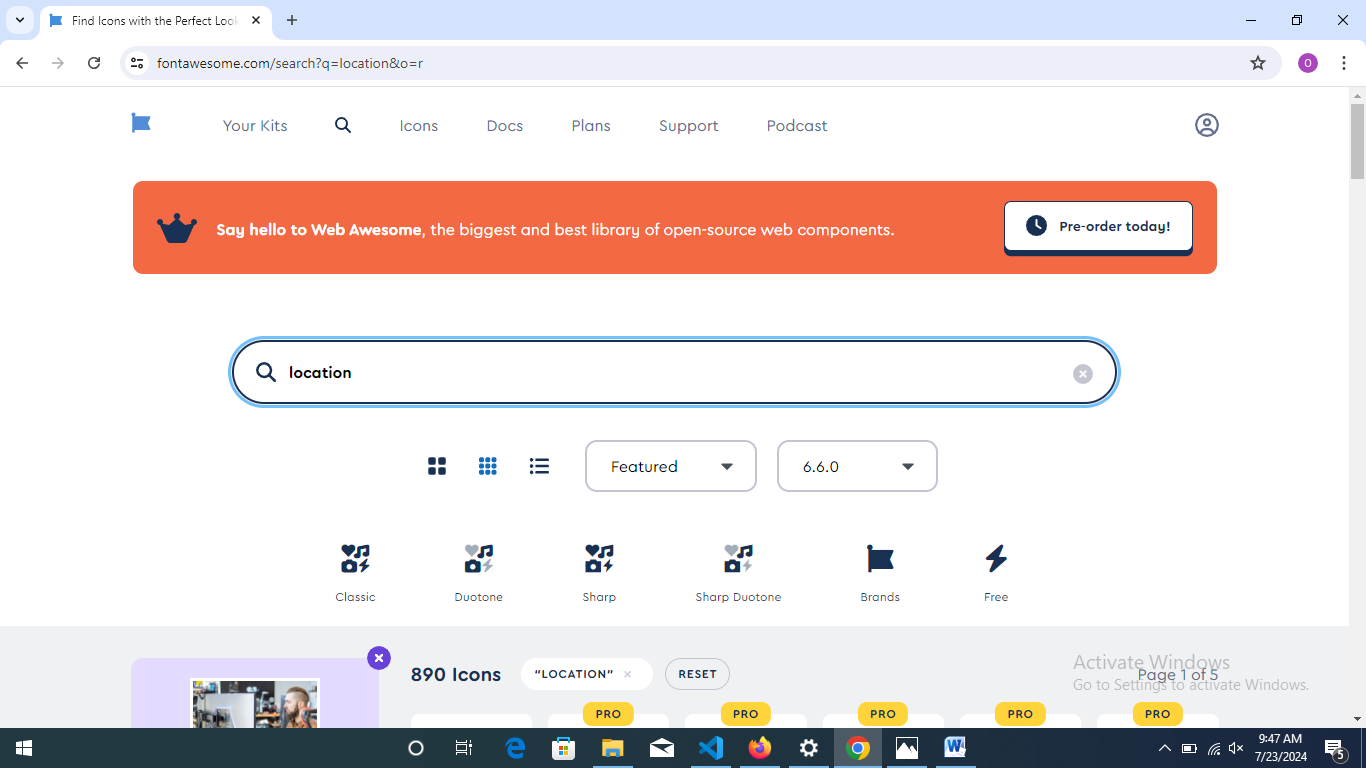 Find Icons with the Perfect Look
fontawesome.com/search?q=location&o=r
O
Your Kits
Icons
Docs
Plans
Support
Podcast
Say hello to Web Awesome, the biggest and best library of open-source web components.
Pre-order today!
location
Featured
6.6.0
Classic
Duotone
Sharp
Sharp Duotone
Brands
Free
890 Icons
"LOCATION"
RESET
Page 1 of 5
Activate Windows
Go to Settings to activate Windows.
PRO
PRO
PRO
PRO
PRO
9:47 AM
7/23/2024
5